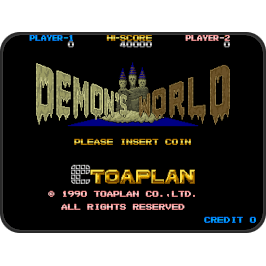 PLAYER-1 HI-SCORE PLAYER-2
0 40000 0
DEMON'S WORLD
PLEASE INSERT COIN
TOAPLAN
© 1990 TOAPLAN CO.,LTD.
ALL RIGHTS RESERVED
CREDIT 0